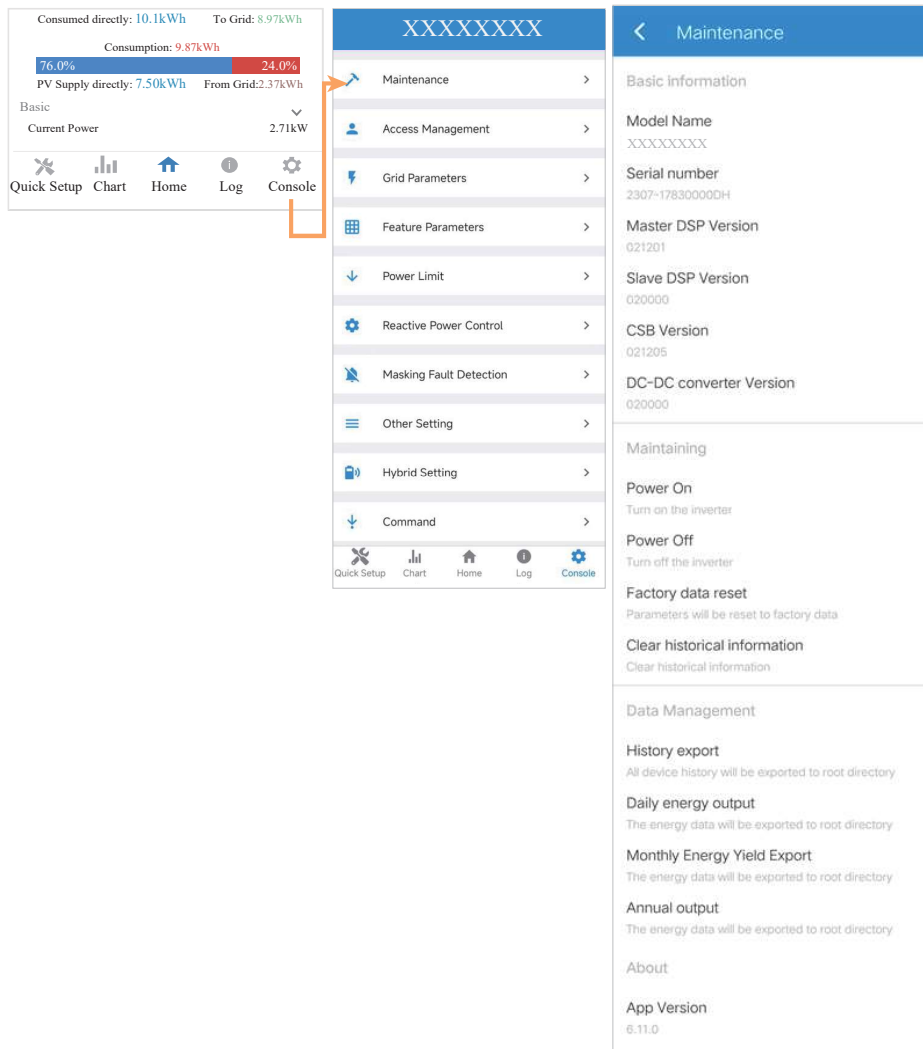 Consumed directly: 10.1kWh To Grid: 8.97kWh
Consumption: 9.87kWh
76.0% 24.0%
PV Supply directly: 7.50kWh From Grid:2.37kWh
Basic
Current Power 2.71kW
Quick Setup Chart Home Log Console
XXXXXXXX
Maintenance
Access Management
Grid Parameters
Feature Parameters
Power Limit
Reactive Power Control
Masking Fault Detection
Other Setting
Hybrid Setting
Command
Quick Setup Chart Home Log Console
Maintenance
Basic information
Model Name
XXXXXXXX
Serial number
2307-17830000DH
Master DSP Version
021201
Slave DSP Version
020000
CSB Version
021205
DC-DC converter Version
020000
Maintaining
Power On
Turn on the inverter
Power Off
Turn off the inverter
Factory data reset
Parameters will be reset to factory data
Clear historical information
Clear historical information
Data Management
History export
All device history will be exported to root directory
Daily energy output
The energy data will be exported to root directory
Monthly Energy Yield Export
The energy data will be exported to root directory
Annual output
The energy data will be exported to root directory
About
App Version
6.11.0